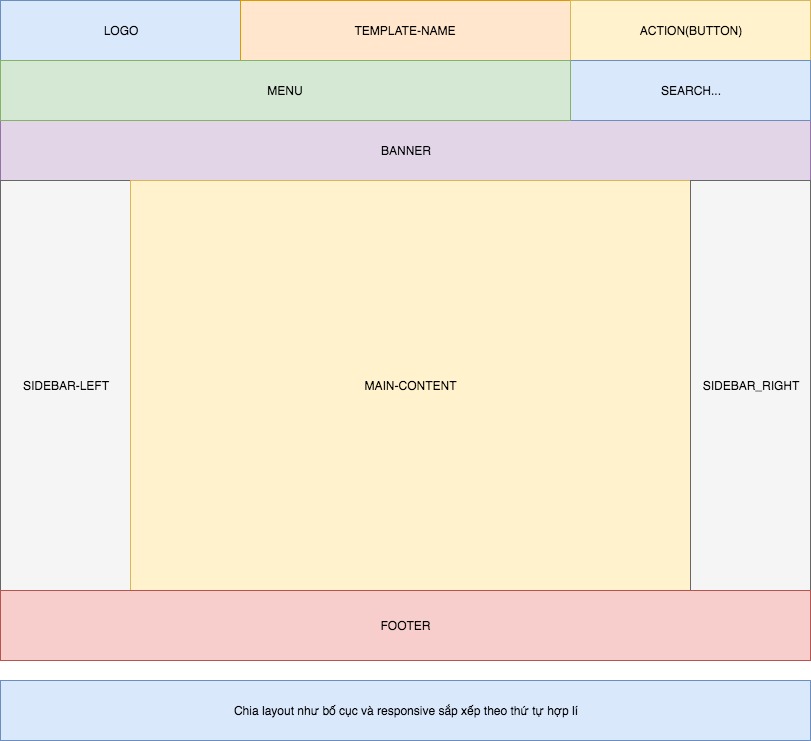 LOGO
TEMPLATE-NAME
ACTION(BUTTON)
MENU
SEARCH...
BANNER
SIDEBAR-LEFT
MAIN-CONTENT
SIDEBAR_RIGHT
FOOTER
Chia layout như bố cục và responsive sắp xếp theo thứ tự hợp lí